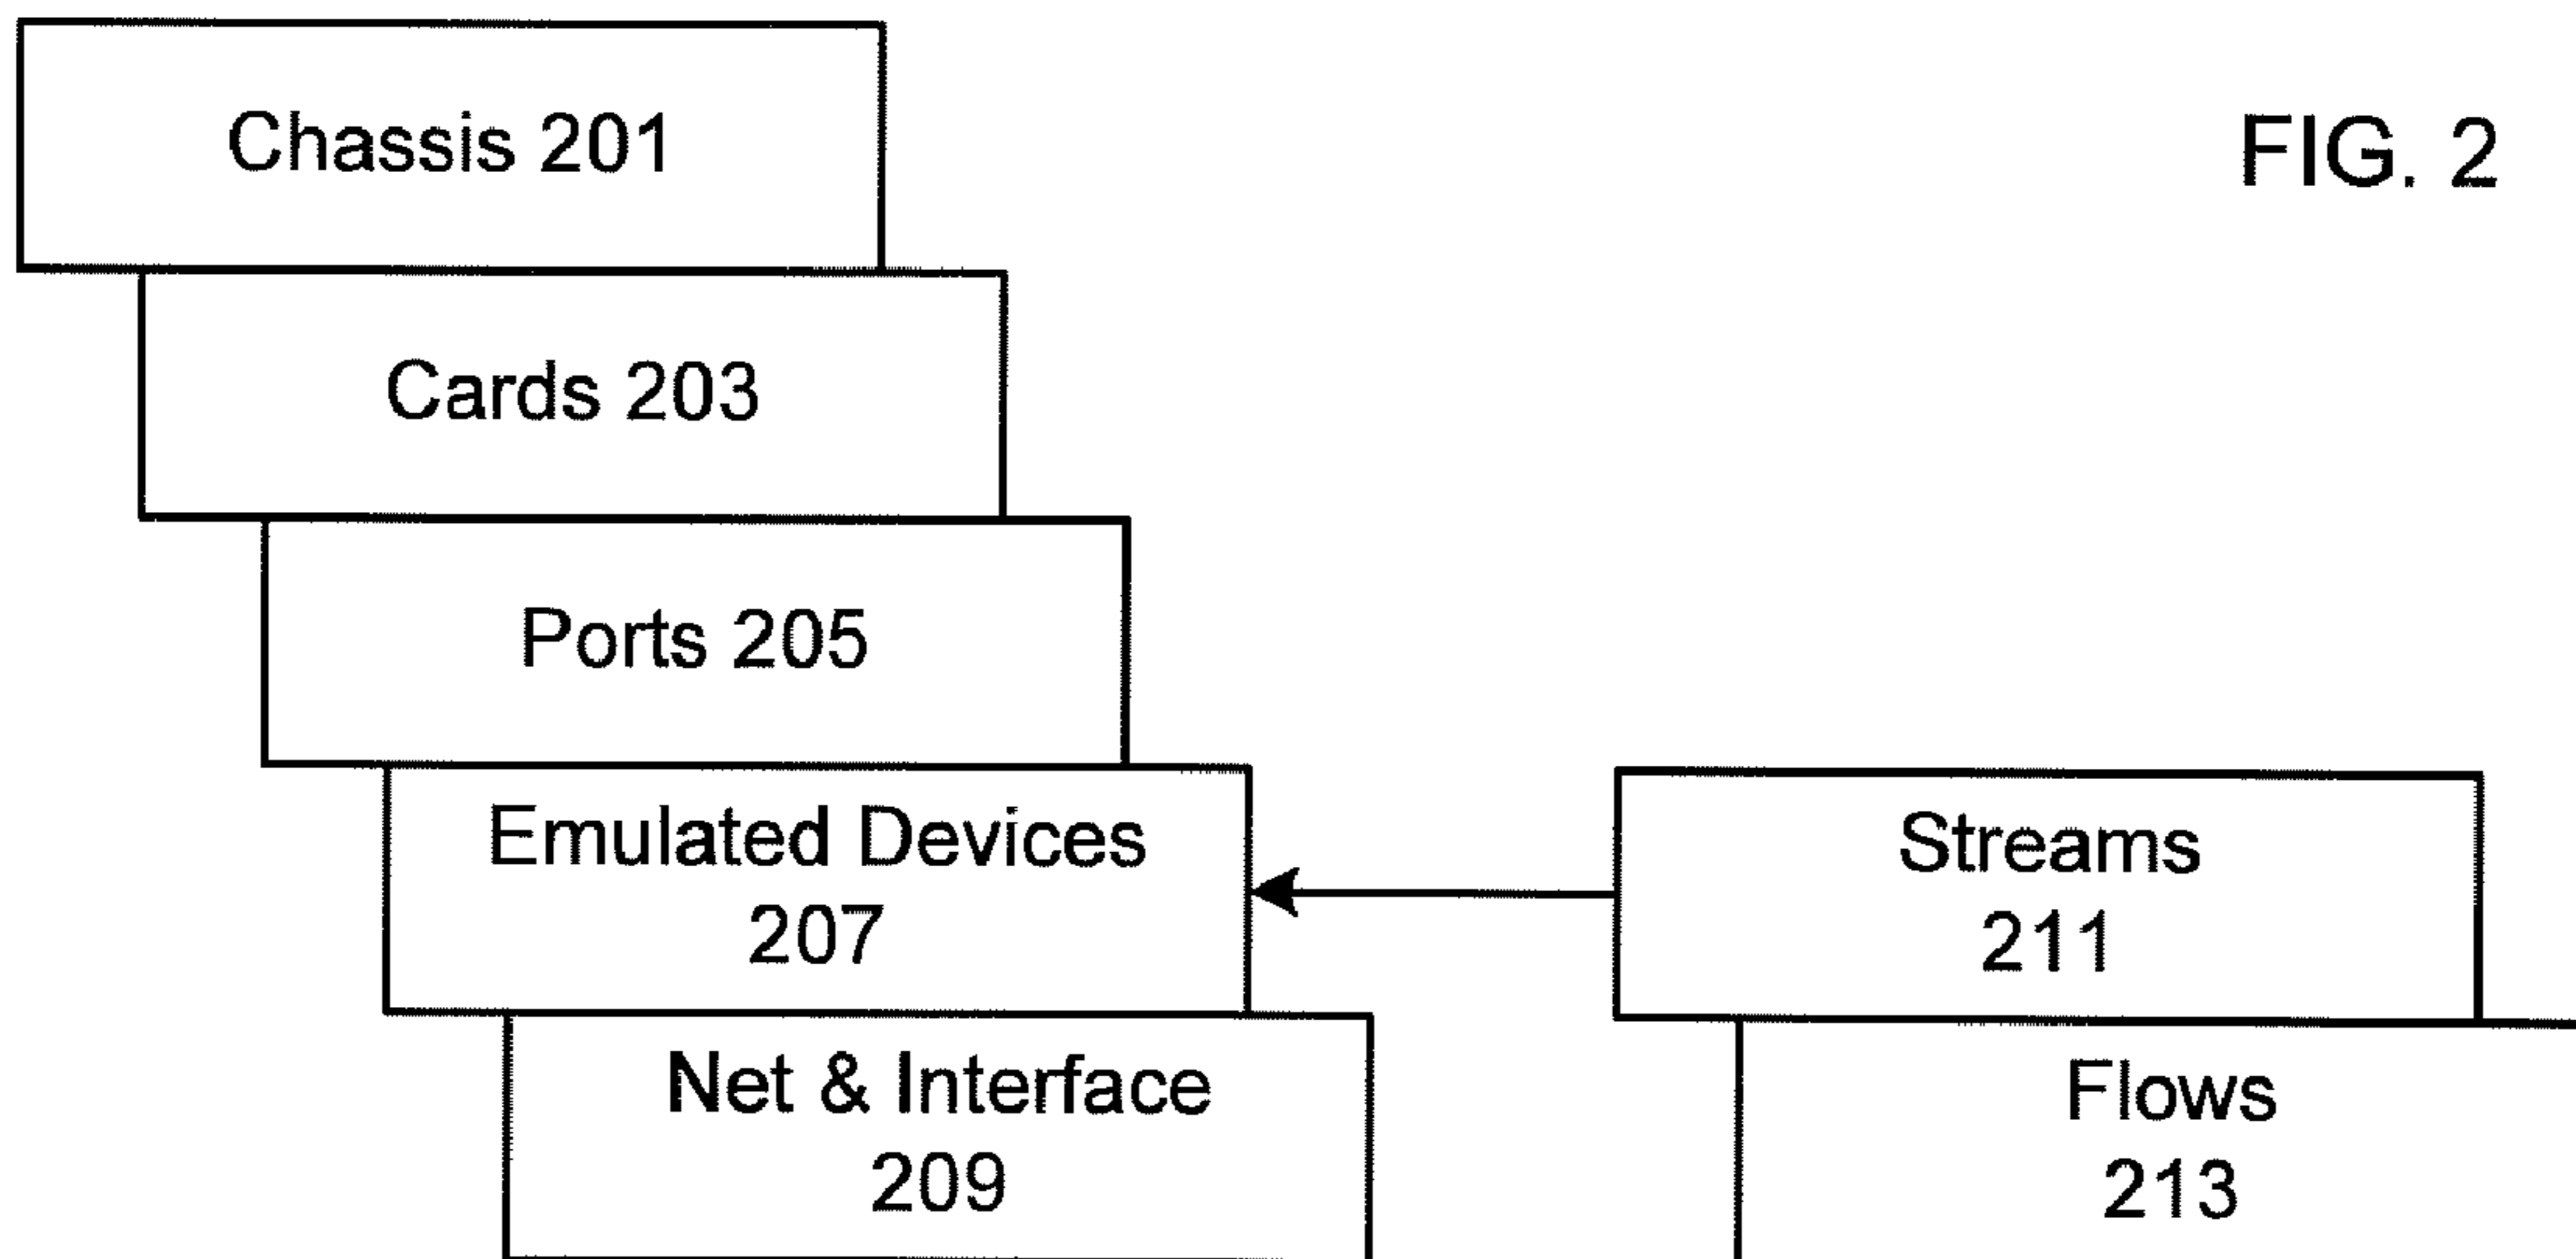 Chassis 201
FIG. 2
Cards 203
Ports 205
Emulated Devices
207
Streams
211
Net & Interface
209
Flows
213